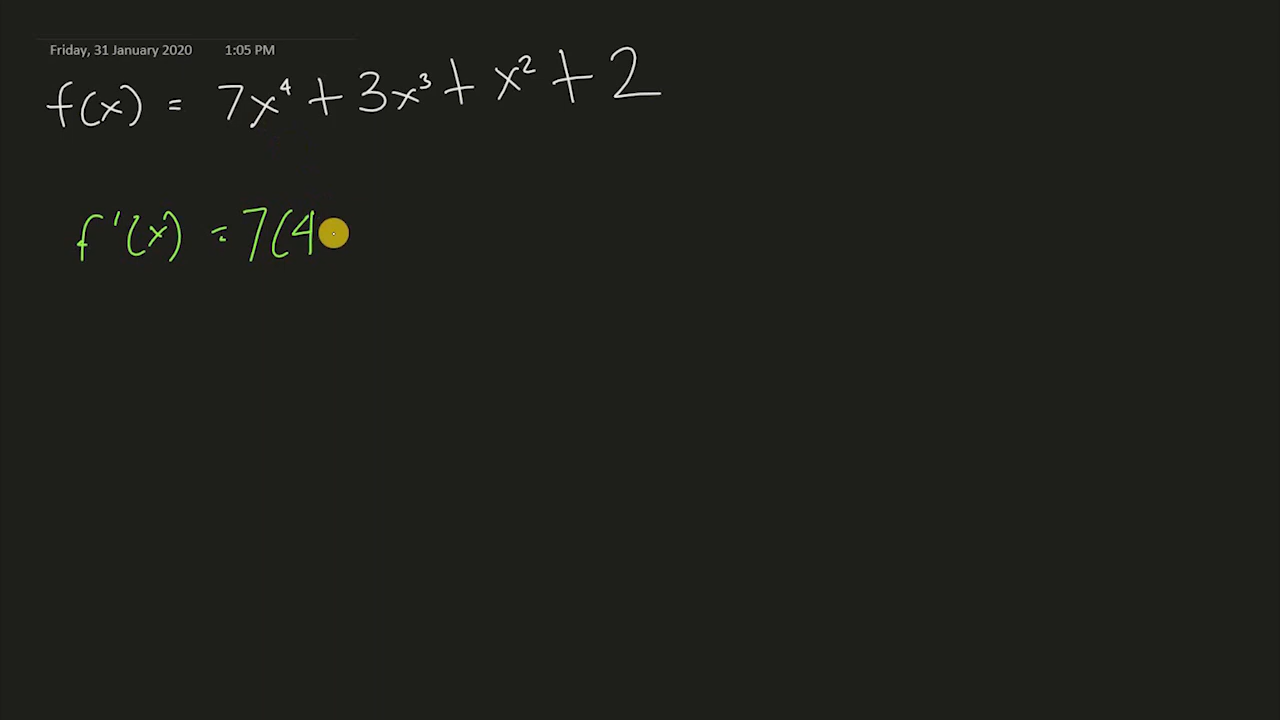 Friday, 31 January 2020 1:05 PM
f(x) = 7x⁴ + 3x³ + x² + 2
f'(x) = 7(4